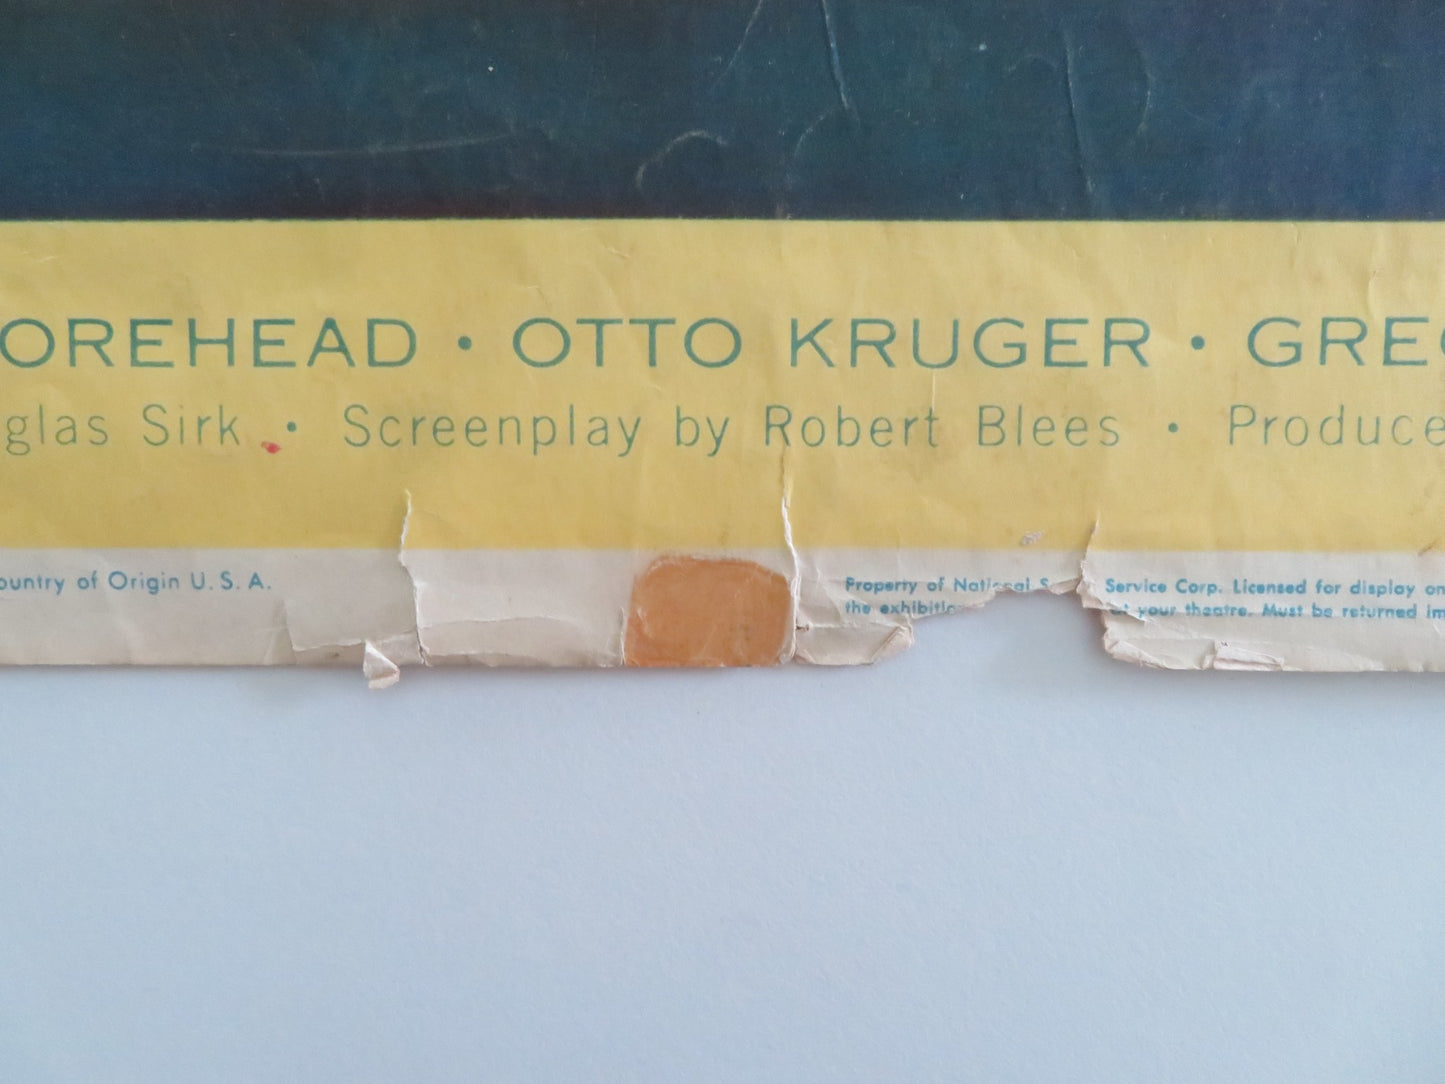 OREHEAD • OTTO KRUGER • GREG
glas Sirk • Screenplay by Robert Blees • Produce
ountry of Origin U. S. A.
Property of National S Service Corp. Licensed for display on
the exhibitio your theatre. Must be returned im